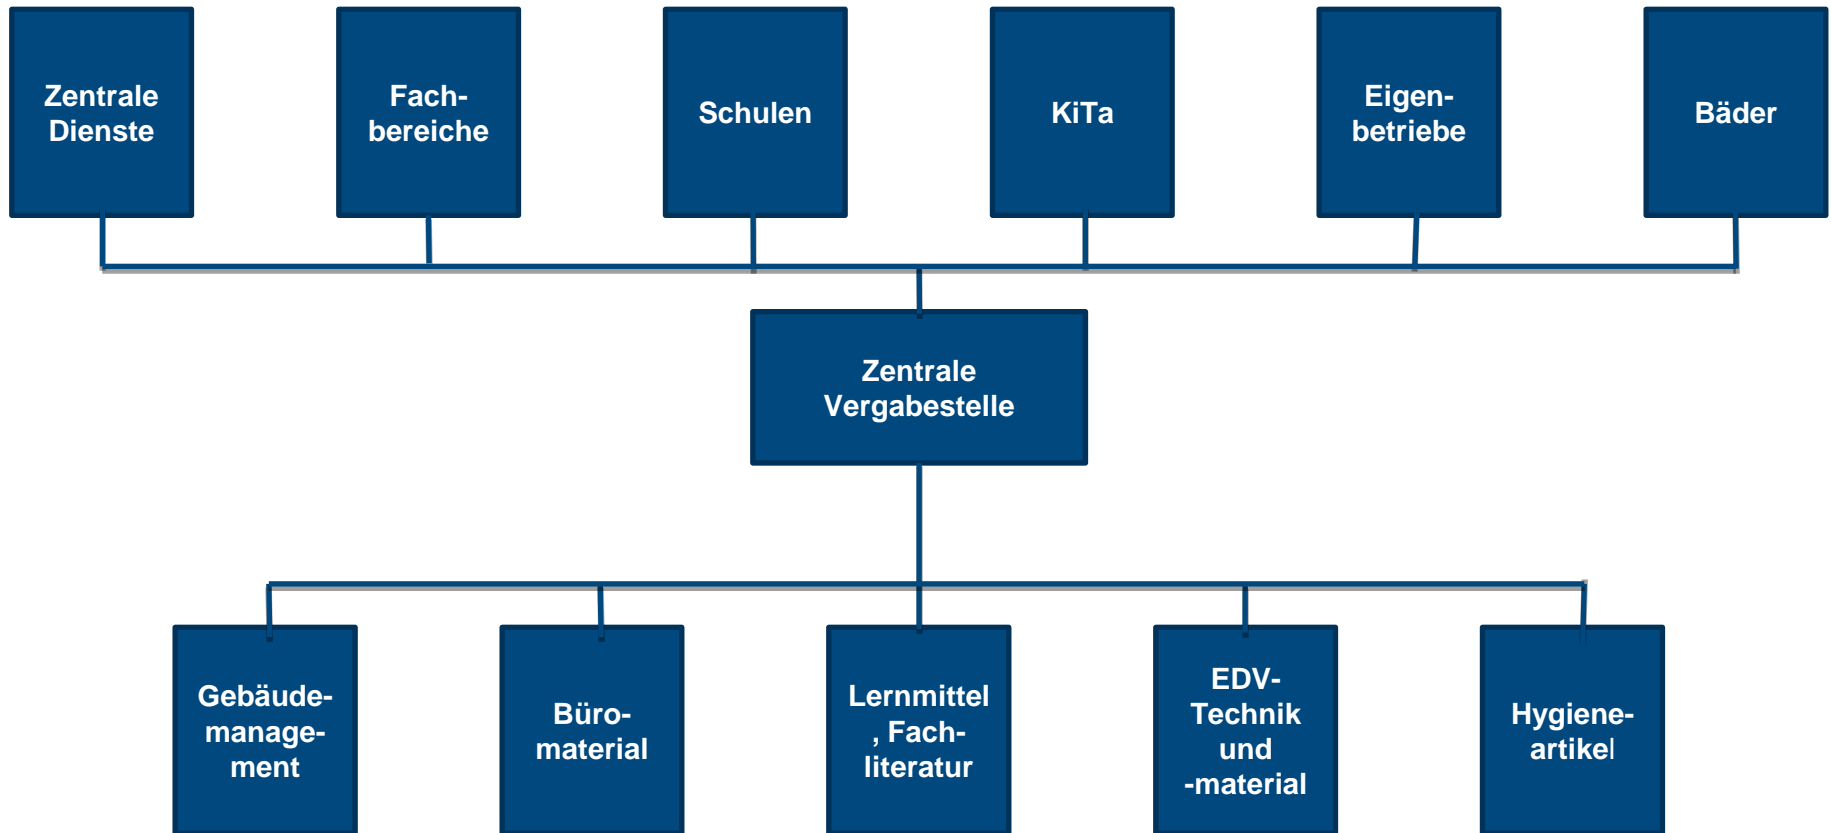 Zentrale
Dienste
Fach-
bereiche
Schulen
KiTa
Eigen-
betriebe
Bäder
Zentrale
Vergabestelle
Gebäude-
manage-
ment
Büro-
material
Lernmittel
, Fach-
literatur
EDV-
Technik
und
-material
Hygiene-
artikel